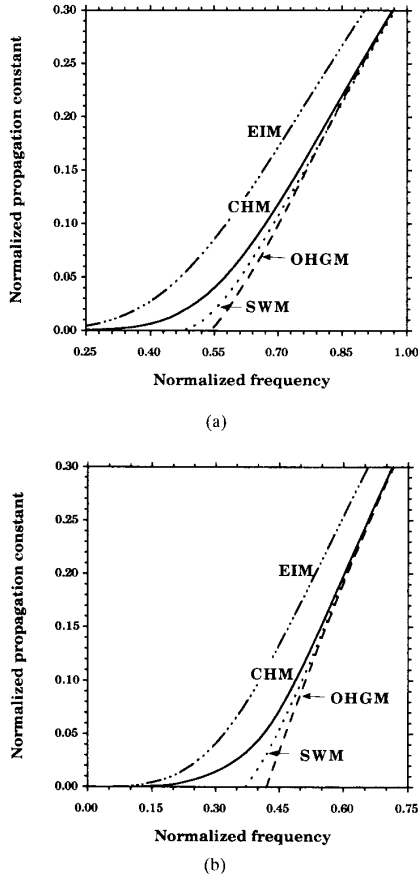 0.30
0.25
0.20
0.15
0.10
0.05
0.00
Normalized propagation constant
EIM
CHM
OHGM
SWM
0.25 0.40 0.55 0.70 0.85 1.00
Normalized frequency
(a)
0.30
0.25
0.20
0.15
0.10
0.05
0.00
Normalized propagation constant
EIM
CHM
OHGM
SWM
0.00 0.15 0.30 0.45 0.60 0.75
Normalized frequency
(b)